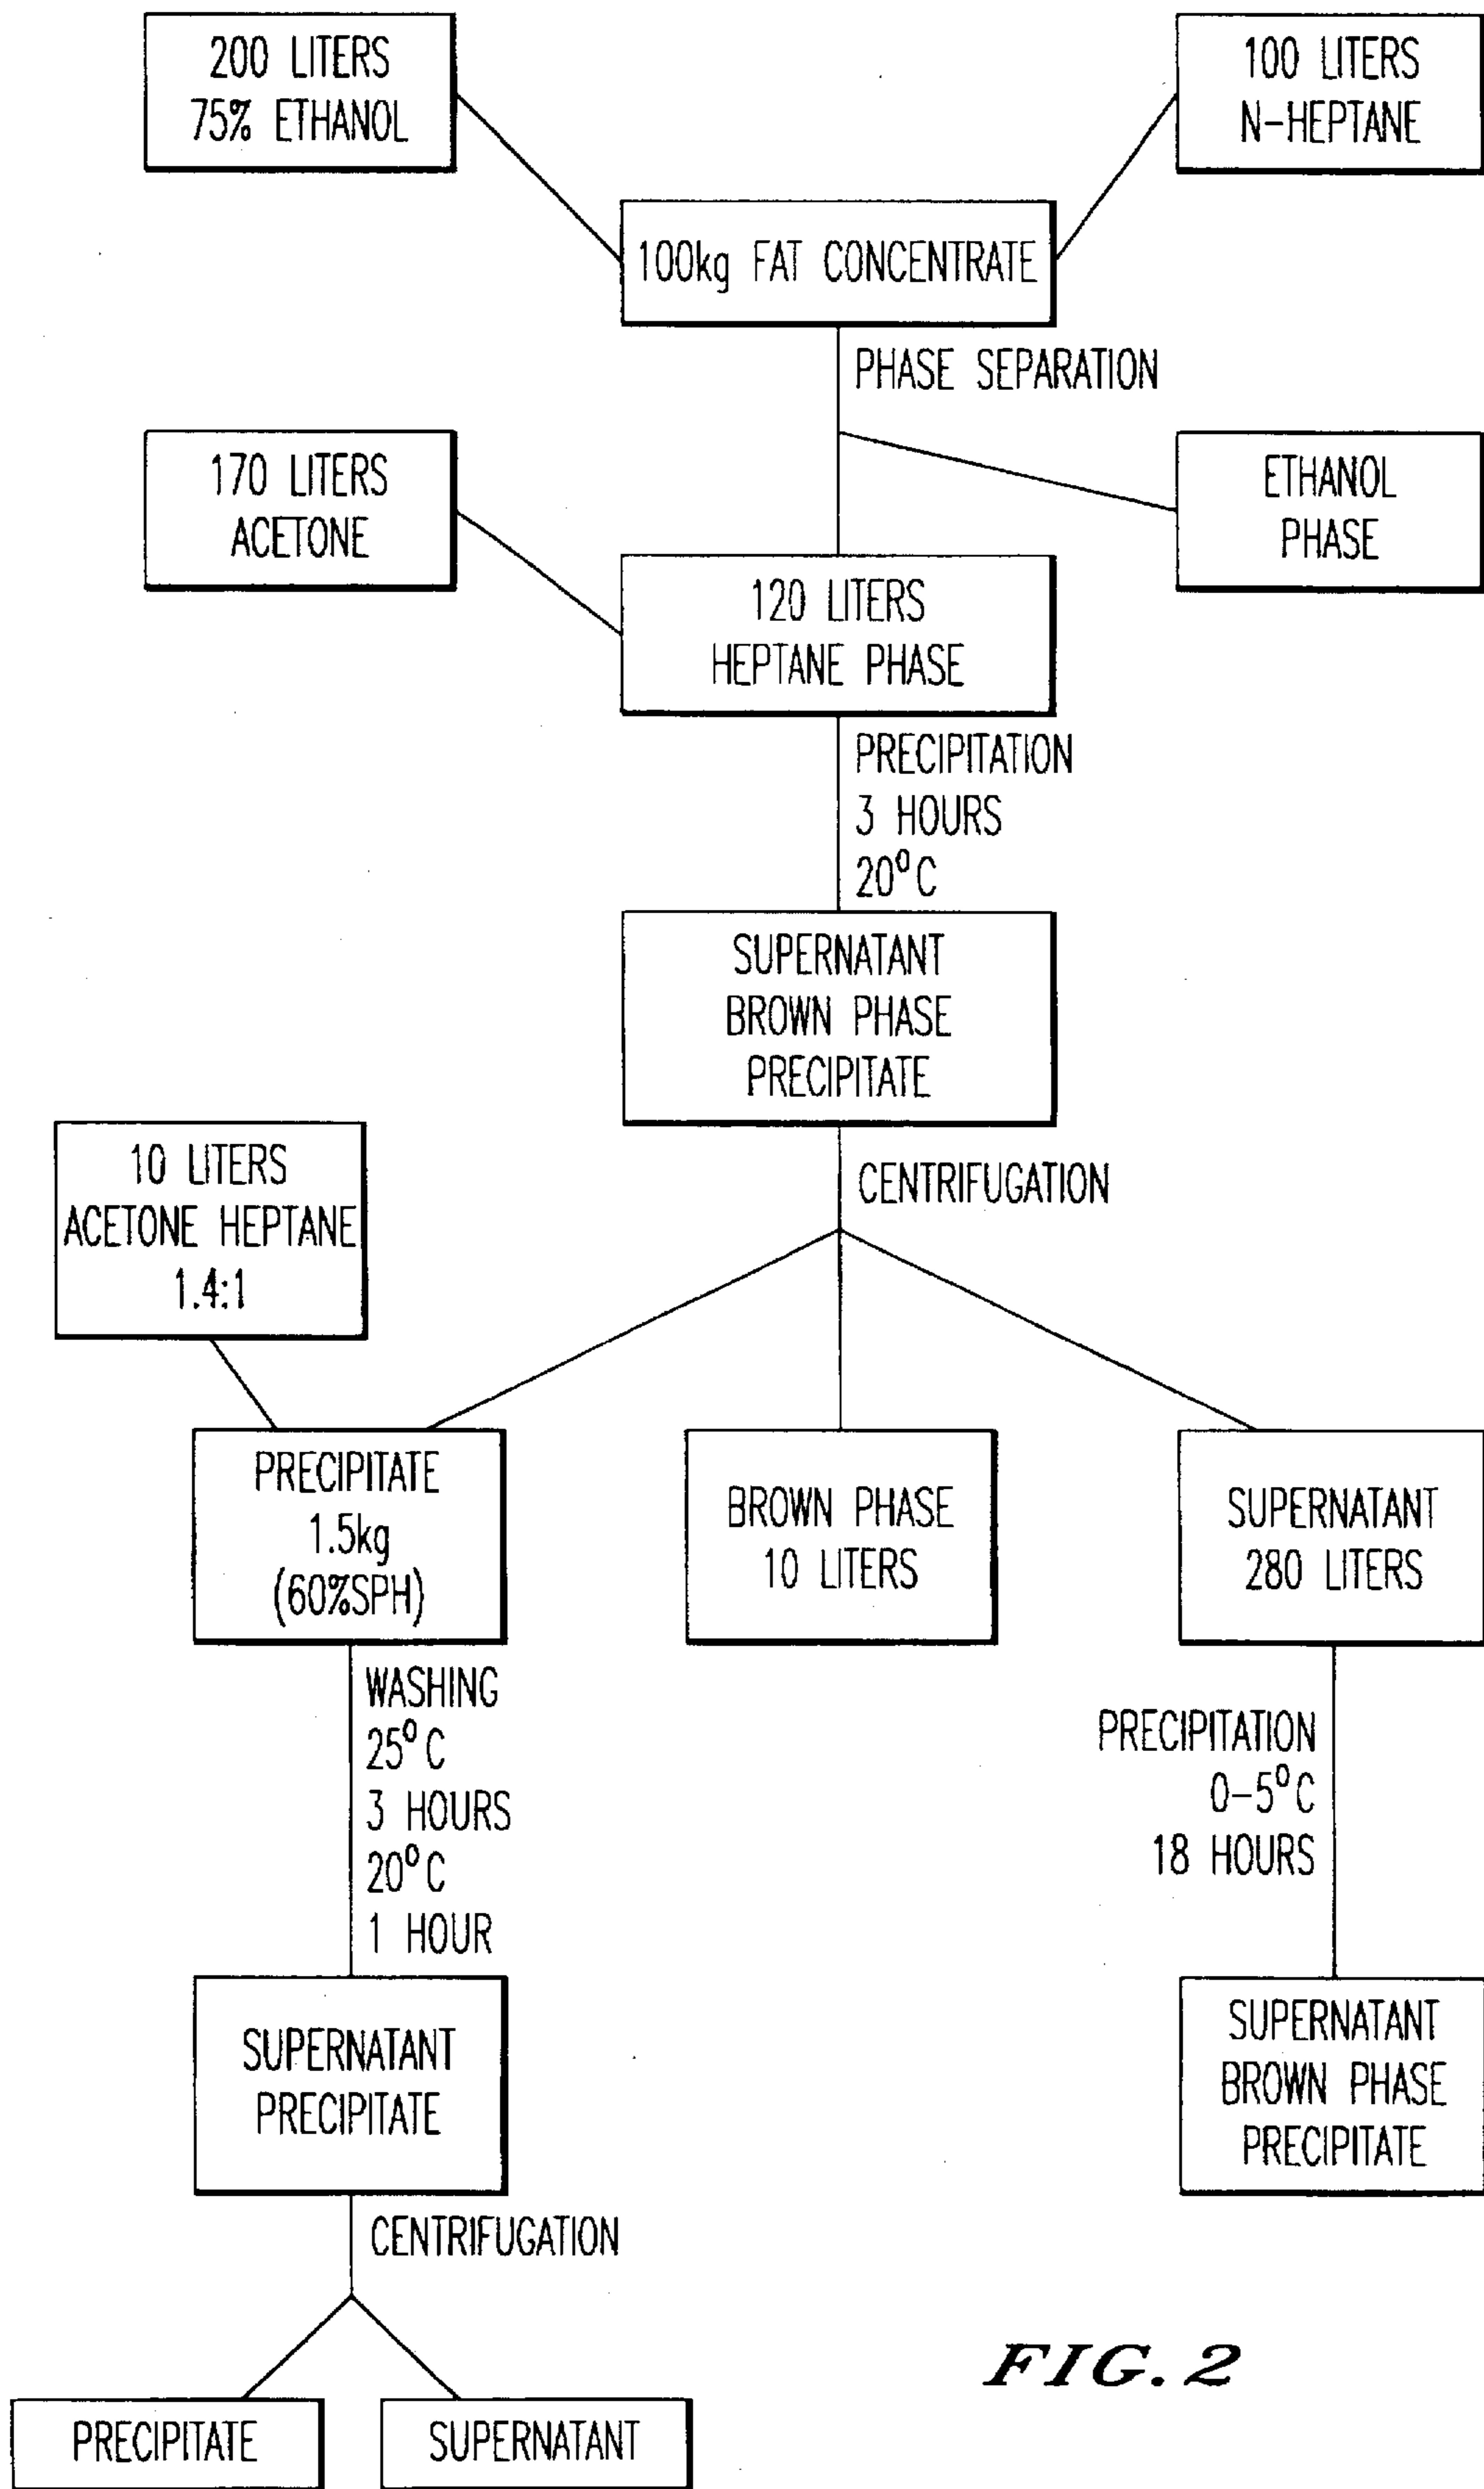 200 LITERS
75% ETHANOL
100 LITERS
N-HEPTANE
100kg FAT CONCENTRATE
PHASE SEPARATION
170 LITERS
ACETONE
ETHANOL
PHASE
120 LITERS
HEPTANE PHASE
PRECIPITATION
3 HOURS
20°C
SUPERNATANT
BROWN PHASE
PRECIPITATE
10 LITERS
ACETONE HEPTANE
1.4:1
CENTRIFUGATION
PRECIPITATE
1.5kg
(60%SPH)
BROWN PHASE
10 LITERS
SUPERNATANT
280 LITERS
WASHING
25°C
3 HOURS
20°C
1 HOUR
PRECIPITATION
0-5°C
18 HOURS
SUPERNATANT
PRECIPITATE
SUPERNATANT
BROWN PHASE
PRECIPITATE
CENTRIFUGATION
PRECIPITATE
SUPERNATANT
FIG. 2